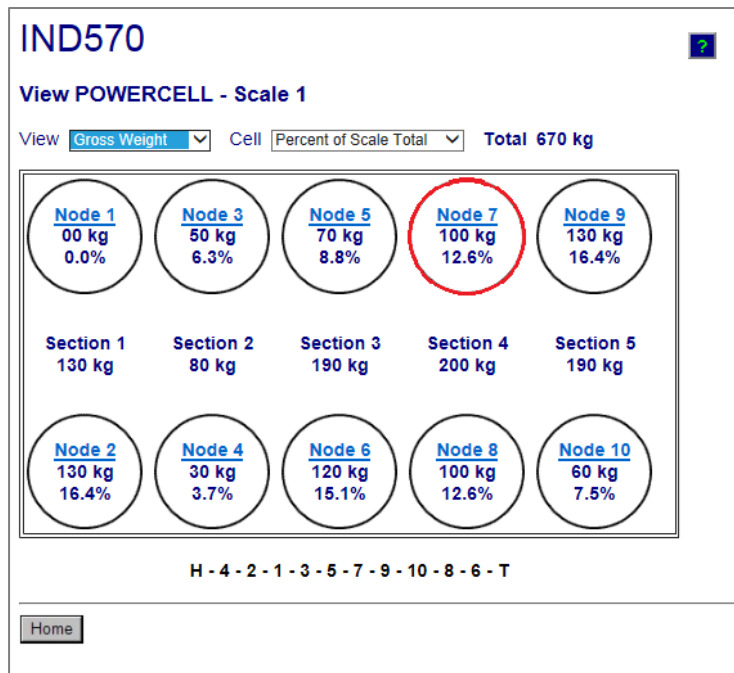 IND570
?
View POWERCELL - Scale 1
View Gross Weight Cell Percent of Scale Total Total 670 kg
Node 1 Node 3 Node 5 Node 7 Node 9
00 kg 50 kg 70 kg 100 kg 130 kg
0.0% 6.3% 8.8% 12.6% 16.4%
Section 1 Section 2 Section 3 Section 4 Section 5
130 kg 80 kg 190 kg 200 kg 190 kg
Node 2 Node 4 Node 6 Node 8 Node 10
130 kg 30 kg 120 kg 100 kg 60 kg
16.4% 3.7% 15.1% 12.6% 7.5%
H - 4 - 2 - 1 - 3 - 5 - 7 - 9 - 10 - 8 - 6 - T
Home